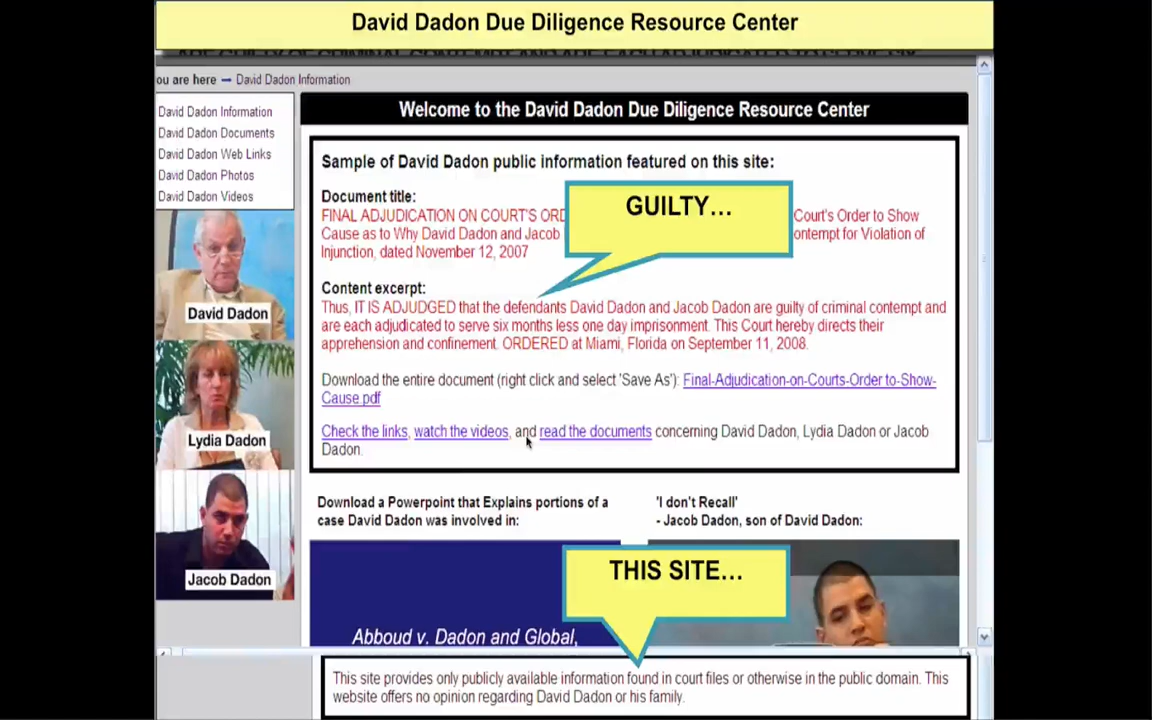 David Dadon Due Diligence Resource Center
ou are here → David Dadon Information
David Dadon Information
David Dadon Documents
David Dadon Web Links
David Dadon Photos
David Dadon Videos
David Dadon
Lydia Dadon
Jacob Dadon
Welcome to the David Dadon Due Diligence Resource Center
Sample of David Dadon public information featured on this site:
Document title:
FINAL ADJUDICATION ON COURT'S ORD Court's Order to Show
Cause as to Why David Dadon and Jacob ontempt for Violation of
Injunction, dated November 12, 2007
GUILTY...
Content excerpt:
Thus, IT IS ADJUDGED that the defendants David Dadon and Jacob Dadon are guilty of criminal contempt and
are each adjudicated to serve six months less one day imprisonment. This Court hereby directs their
apprehension and confinement. ORDERED at Miami, Florida on September 11, 2008.
Download the entire document (right click and select 'Save As'): Final-Adjudication-on-Courts-Order to-Show-
Cause.pdf
Check the links, watch the videos, and read the documents concerning David Dadon, Lydia Dadon or Jacob
Dadon.
Download a Powerpoint that Explains portions of a
case David Dadon was involved in:
'I don't Recall'
- Jacob Dadon, son of David Dadon:
THIS SITE...
Abboud v. Dadon and Global,
This site provides only publicly available information found in court files or otherwise in the public domain. This
website offers no opinion regarding David Dadon or his family.